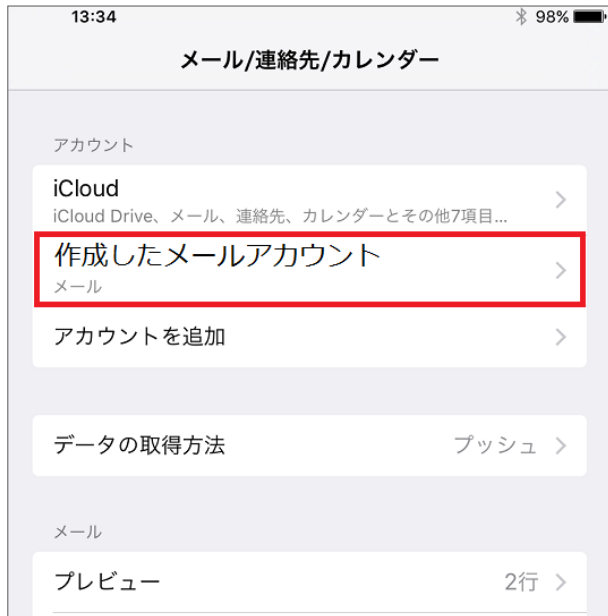 13:34 98%
メール/連絡先/カレンダー
アカウント
iCloud
iCloud Drive、メール、連絡先、カレンダーとその他7項目...
作成したメールアカウント
メール
アカウントを追加
データの取得方法 プッシュ
メール
プレビュー 2行